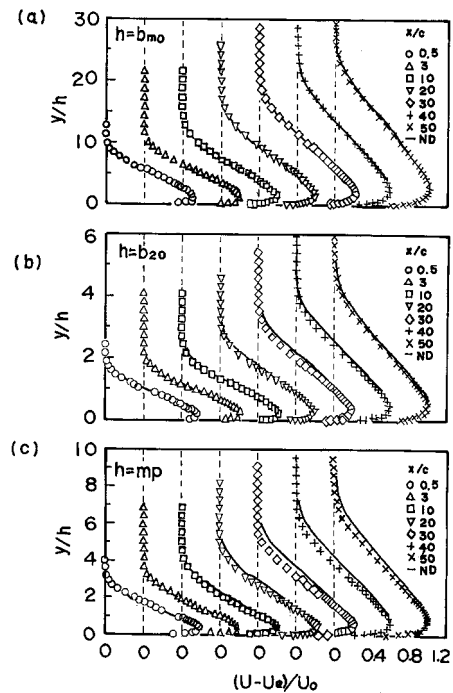 (a)
h=bmo
30
20
10
0
y/h
x/c
○ 0.5
△ 3
□ 10
▽ 20
◇ 30
+ 40
× 50
— ND
(b)
h=b20
6
4
2
0
y/h
x/c
○ 0.5
△ 3
□ 10
▽ 20
◇ 30
+ 40
× 50
— ND
(c)
h=mp
10
8
6
4
2
0
y/h
x/c
○ 0.5
△ 3
□ 10
▽ 20
◇ 30
+ 40
× 50
— ND
0 0 0 0 0 0 0 0.4 0.8 1.2
(U-Ue)/Uo